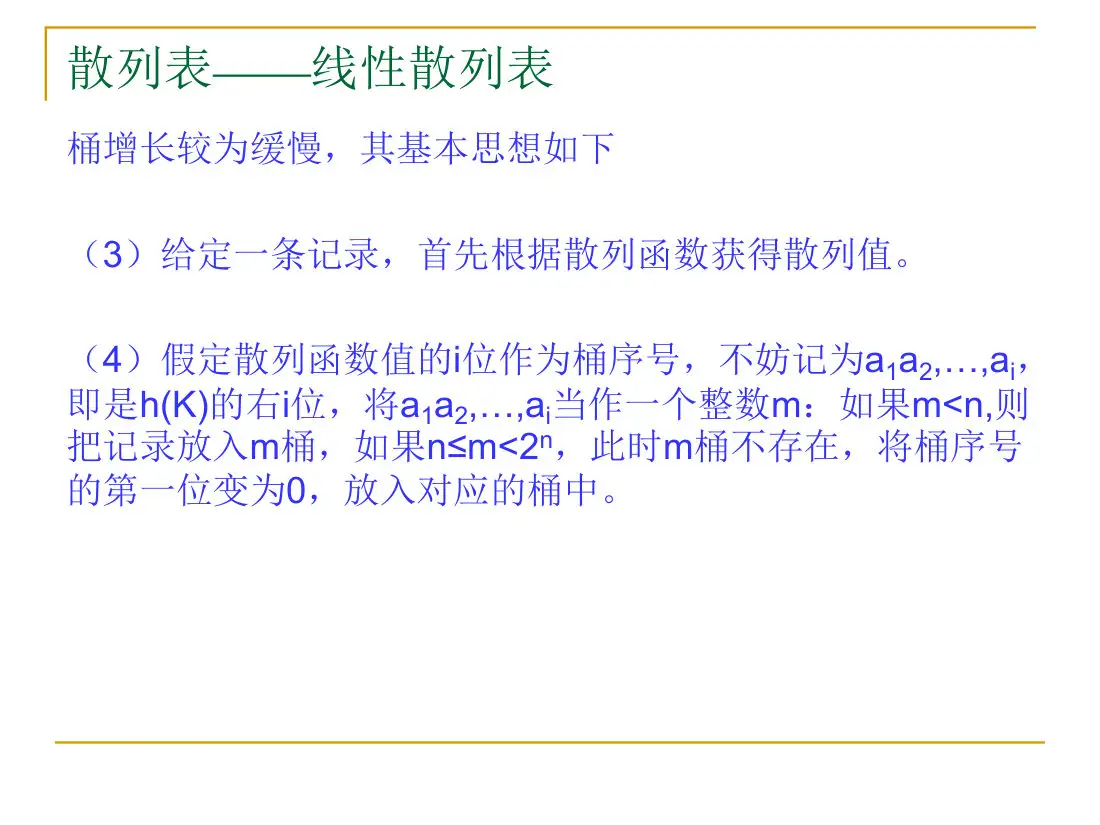 散列表——线性散列表
桶增长较为缓慢，其基本思想如下
（3）给定一条记录，首先根据散列函数获得散列值。
（4）假定散列函数值的i位作为桶序号，不妨记为a₁a₂,…,aᵢ，
即是h(K)的右i位，将a₁a₂,…,aᵢ当作一个整数m：如果m<n,则
把记录放入m桶，如果n≤m<2ⁿ，此时m桶不存在，将桶序号
的第一位变为0，放入对应的桶中。